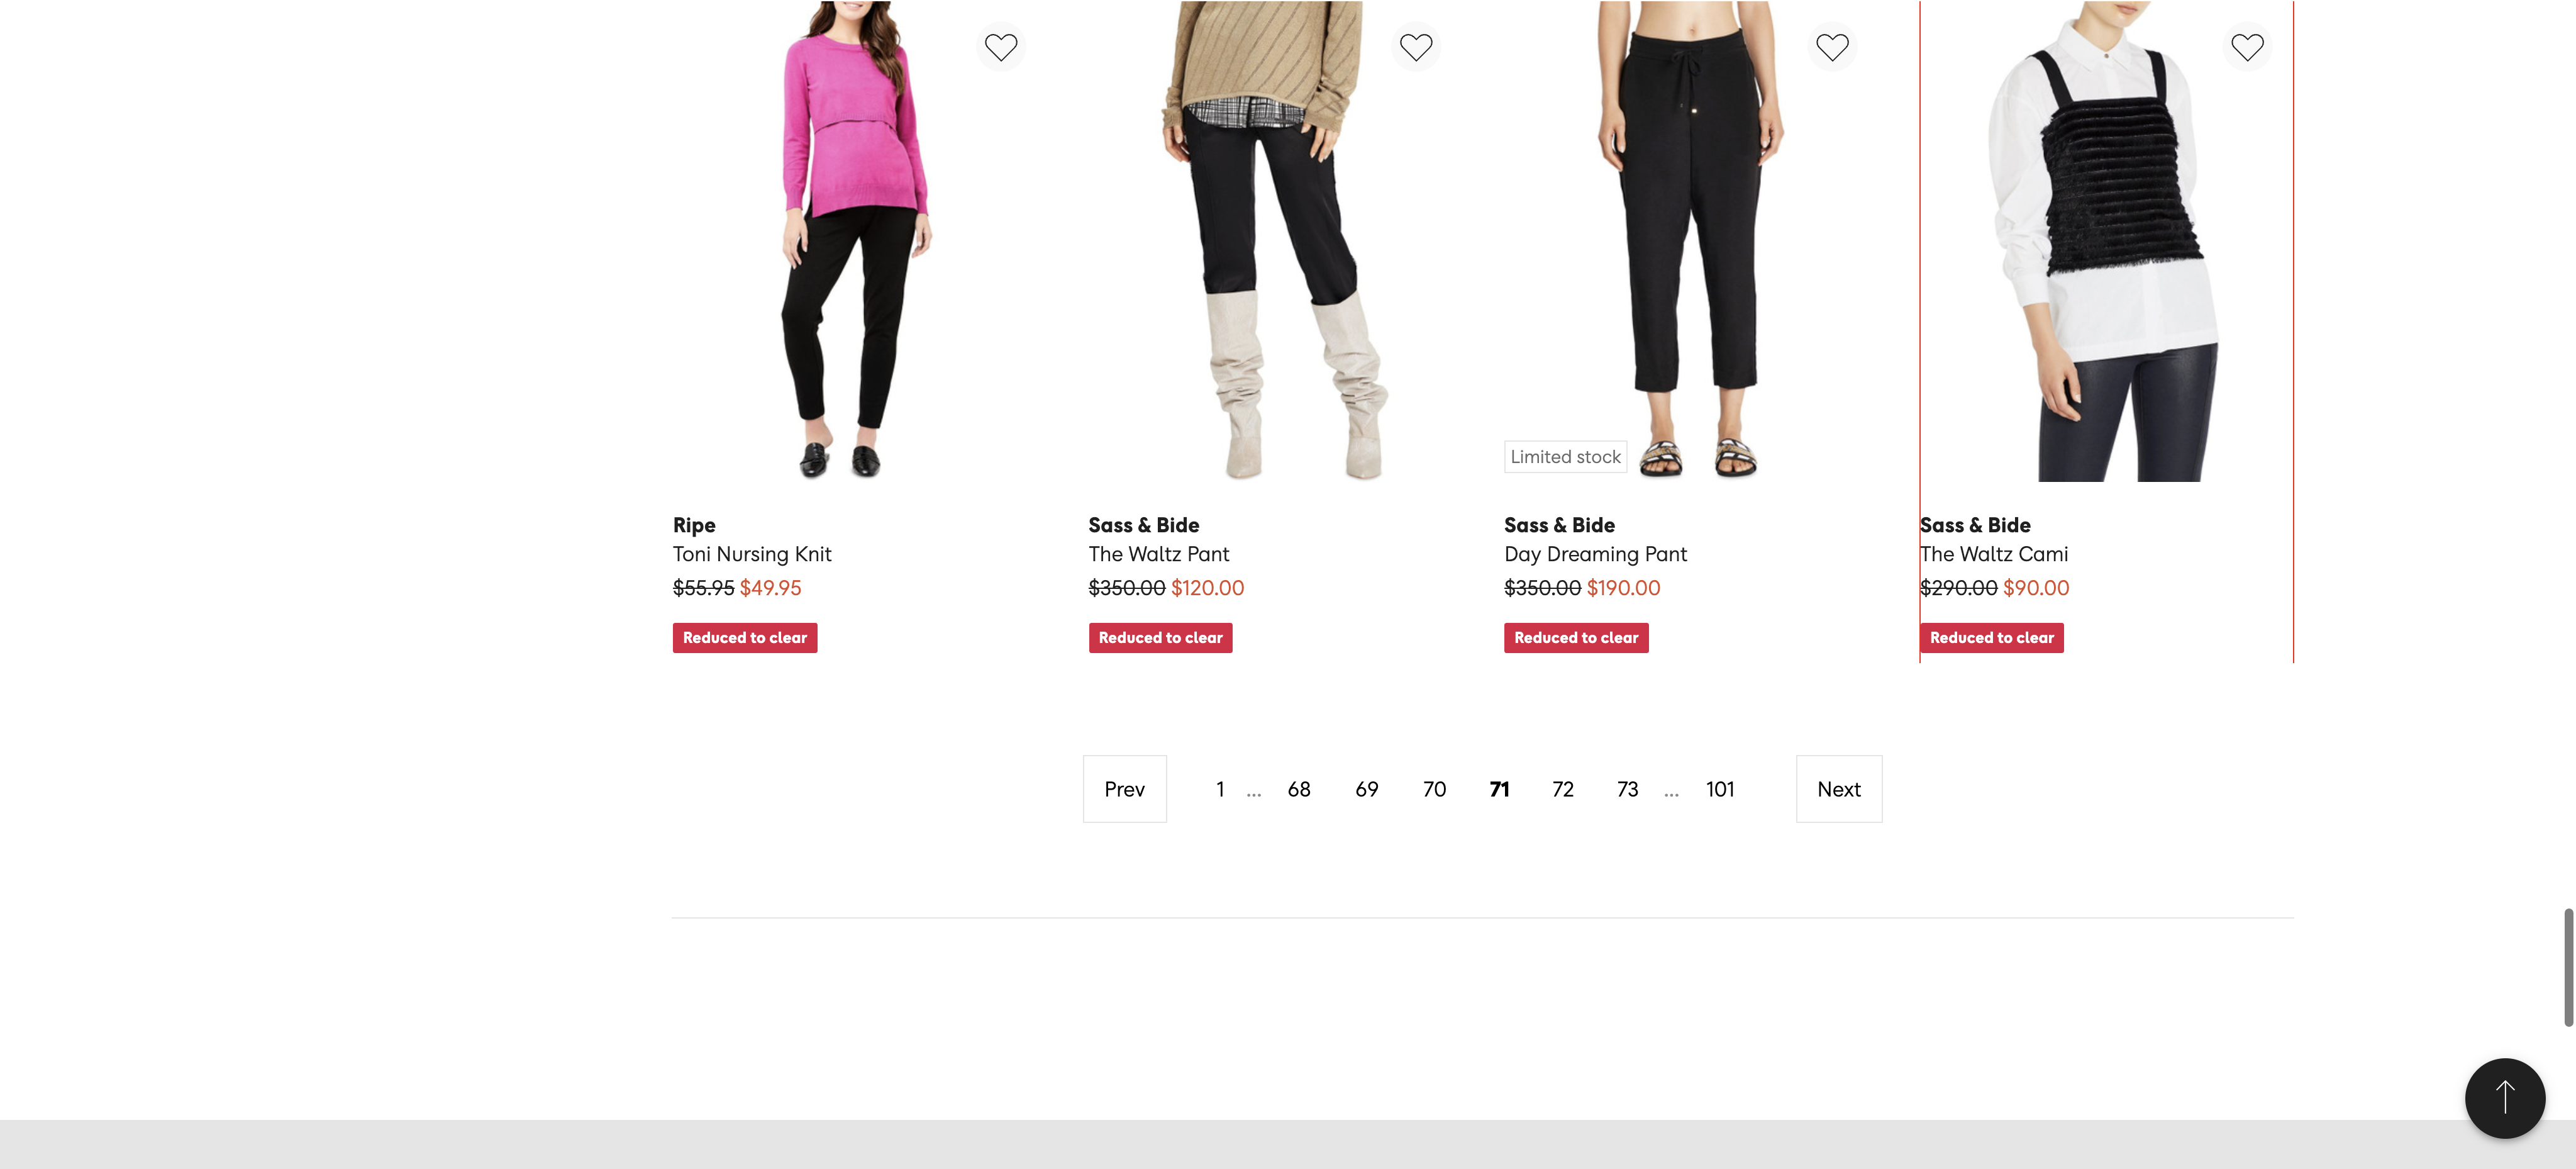 Limited stock
Ripe
Toni Nursing Knit
$55.95 $49.95
Reduced to clear
Sass & Bide
The Waltz Pant
$350.00 $120.00
Reduced to clear
Sass & Bide
Day Dreaming Pant
$350.00 $190.00
Reduced to clear
Sass & Bide
The Waltz Cami
$290.00 $90.00
Reduced to clear
Prev 1 ... 68 69 70 71 72 73 ... 101 Next